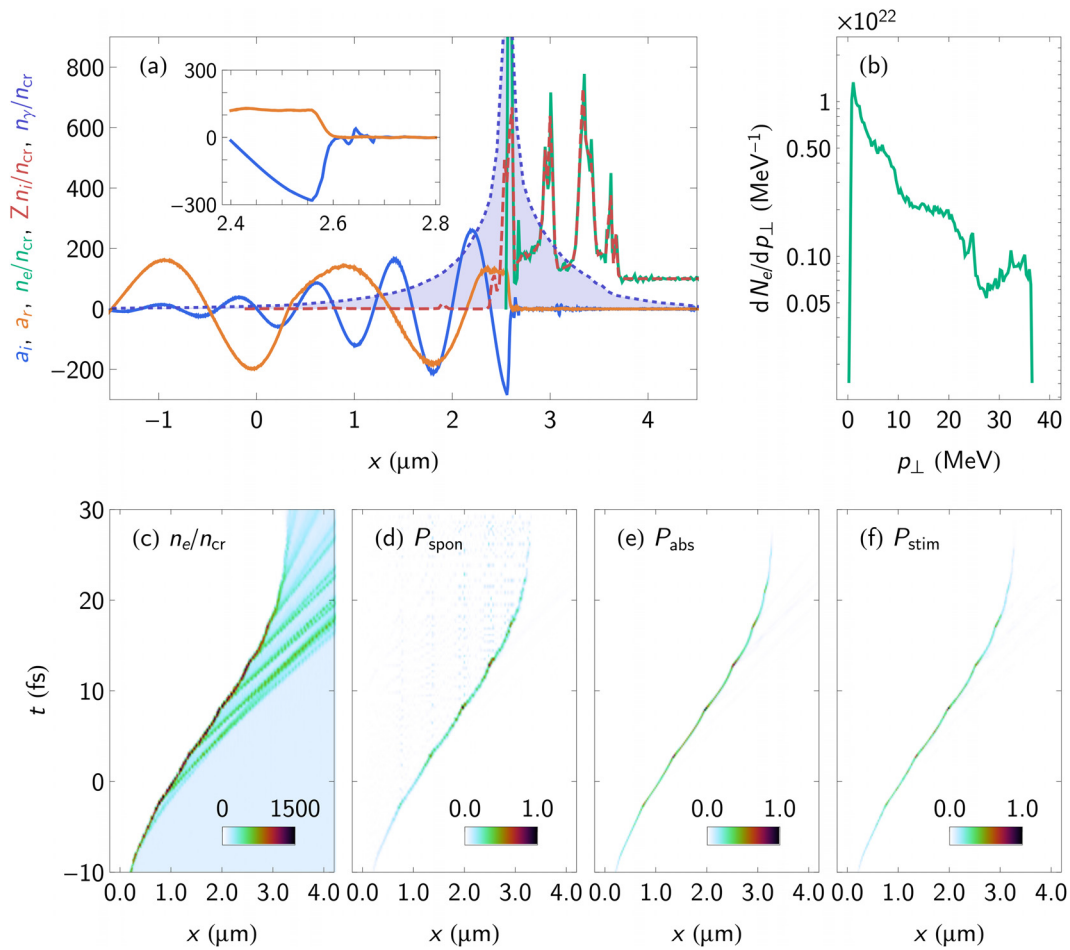 (a)
300
0
−300
2.4 2.6 2.8
800
600
400
200
0
−200
a_i, a_r, n_e/n_cr, Z n_i/n_cr, n_γ/n_cr
−1 0 1 2 3 4
x (μm)
×10^22
(b)
1
0.50
0.10
0.05
dN_e/dp_⊥ (MeV^−1)
0 10 20 30 40
p_⊥ (MeV)
30
20
10
0
−10
t (fs)
(c) n_e/n_cr
0 1500
0.0 1.0 2.0 3.0 4.0
x (μm)
(d) P_spon
0.0 1.0
0.0 1.0 2.0 3.0 4.0
x (μm)
(e) P_abs
0.0 1.0
0.0 1.0 2.0 3.0 4.0
x (μm)
(f) P_stim
0.0 1.0
0.0 1.0 2.0 3.0 4.0
x (μm)